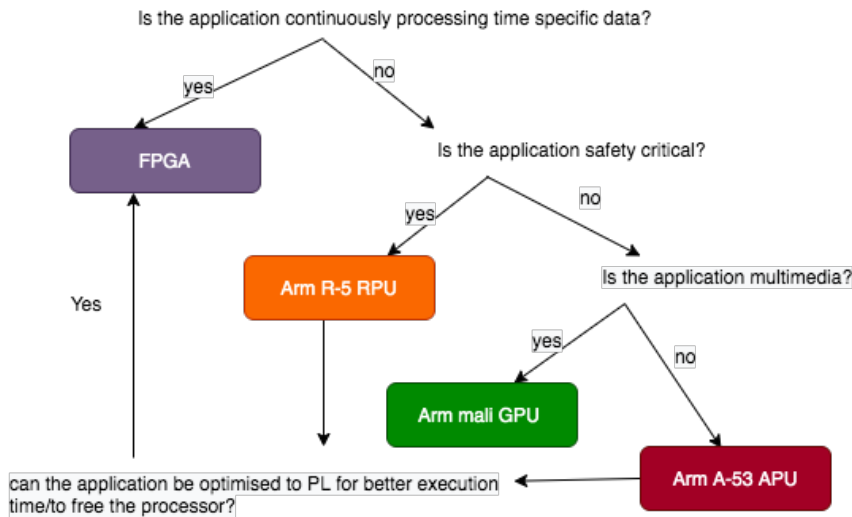 Is the application continuously processing time specific data?
yes
no
FPGA
Is the application safety critical?
yes
no
Arm R-5 RPU
Is the application multimedia?
Yes
yes
no
Arm mali GPU
Arm A-53 APU
can the application be optimised to PL for better execution
time/to free the processor?